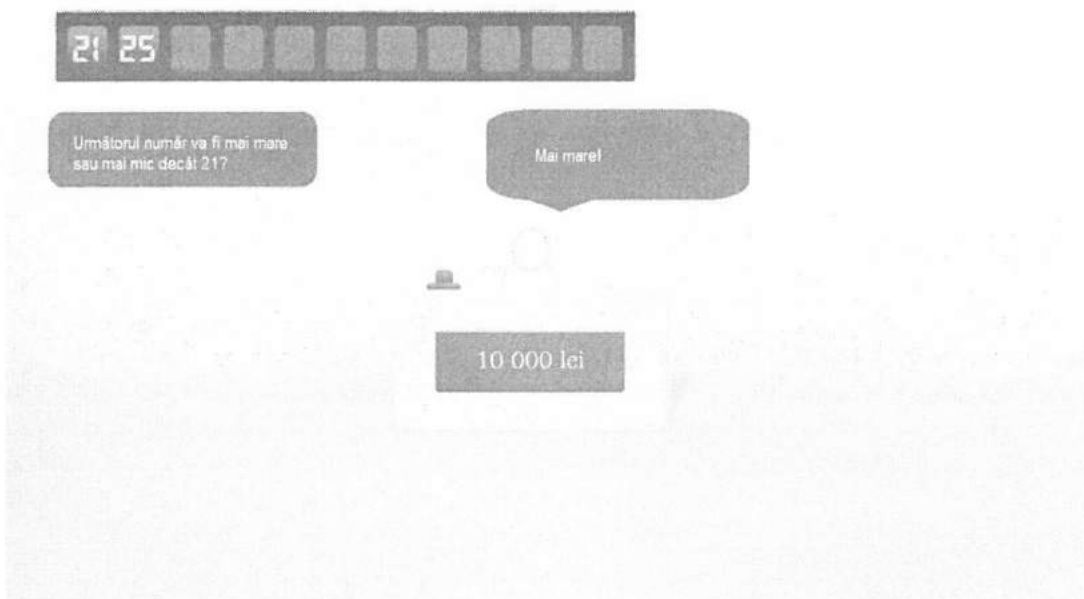 21 25
Următorul număr va fi mai mare
sau mai mic decât 21?
Mai mare!
10 000 lei